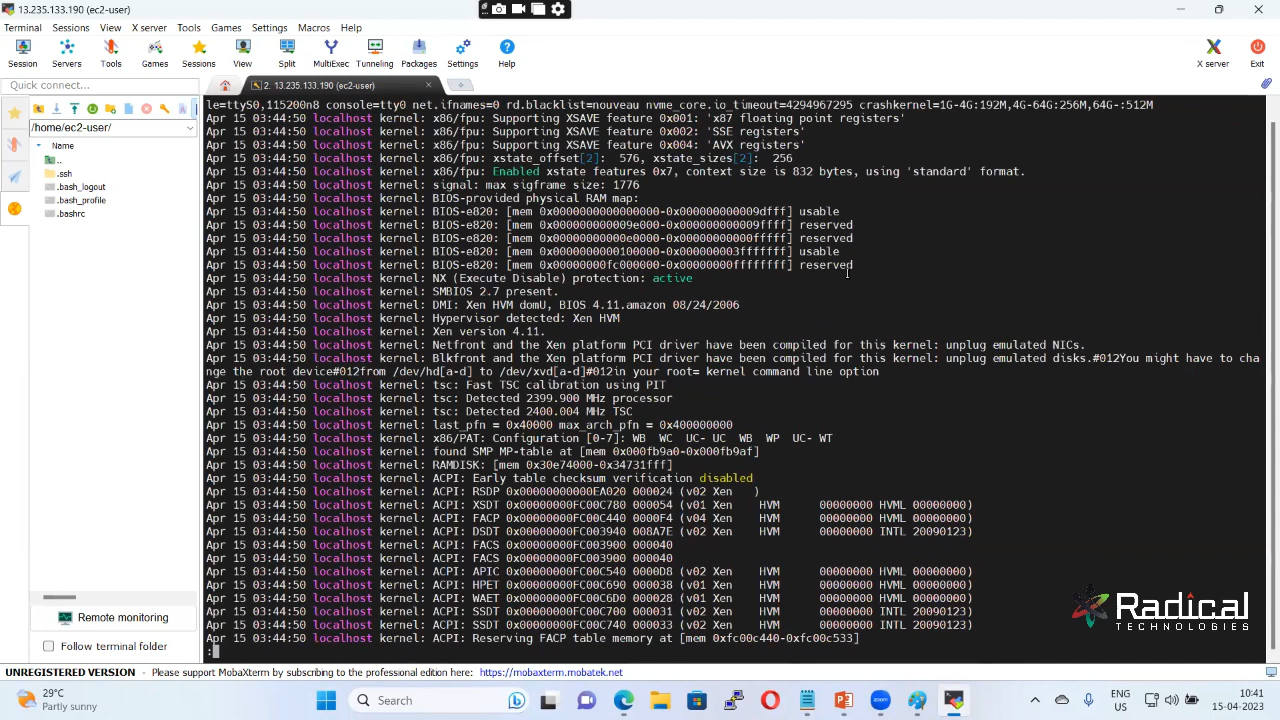 13.235.133.190 (ec2-user)
Terminal Sessions View X server Tools Games Settings Macros Help
Session Servers Tools Games Sessions View Split MultiExec Tunneling Packages Settings Help X server Exit
Quick connect...
2. 13.235.133.190 (ec2-user)
/home/ec2-user/
Name
..
.ssh
.bash_logout
.bash_profile
.bashrc
le=ttyS0,115200n8 console=tty0 net.ifnames=0 rd.blacklist=nouveau nvme_core.io_timeout=4294967295 crashkernel=1G-4G:192M,4G-64G:256M,64G-:512M
Apr 15 03:44:50 localhost kernel: x86/fpu: Supporting XSAVE feature 0x001: 'x87 floating point registers'
Apr 15 03:44:50 localhost kernel: x86/fpu: Supporting XSAVE feature 0x002: 'SSE registers'
Apr 15 03:44:50 localhost kernel: x86/fpu: Supporting XSAVE feature 0x004: 'AVX registers'
Apr 15 03:44:50 localhost kernel: x86/fpu: xstate_offset[2]:  576, xstate_sizes[2]:  256
Apr 15 03:44:50 localhost kernel: x86/fpu: Enabled xstate features 0x7, context size is 832 bytes, using 'standard' format.
Apr 15 03:44:50 localhost kernel: signal: max sigframe size: 1776
Apr 15 03:44:50 localhost kernel: BIOS-provided physical RAM map:
Apr 15 03:44:50 localhost kernel: BIOS-e820: [mem 0x0000000000000000-0x000000000009dfff] usable
Apr 15 03:44:50 localhost kernel: BIOS-e820: [mem 0x000000000009e000-0x000000000009ffff] reserved
Apr 15 03:44:50 localhost kernel: BIOS-e820: [mem 0x00000000000e0000-0x00000000000fffff] reserved
Apr 15 03:44:50 localhost kernel: BIOS-e820: [mem 0x0000000000100000-0x000000003fffffff] usable
Apr 15 03:44:50 localhost kernel: BIOS-e820: [mem 0x00000000fc000000-0x00000000ffffffff] reserved
Apr 15 03:44:50 localhost kernel: NX (Execute Disable) protection: active
Apr 15 03:44:50 localhost kernel: SMBIOS 2.7 present.
Apr 15 03:44:50 localhost kernel: DMI: Xen HVM domU, BIOS 4.11.amazon 08/24/2006
Apr 15 03:44:50 localhost kernel: Hypervisor detected: Xen HVM
Apr 15 03:44:50 localhost kernel: Xen version 4.11.
Apr 15 03:44:50 localhost kernel: Netfront and the Xen platform PCI driver have been compiled for this kernel: unplug emulated NICs.
Apr 15 03:44:50 localhost kernel: Blkfront and the Xen platform PCI driver have been compiled for this kernel: unplug emulated disks.#012You might have to cha
nge the root device#012from /dev/hd[a-d] to /dev/xvd[a-d]#012in your root= kernel command line option
Apr 15 03:44:50 localhost kernel: tsc: Fast TSC calibration using PIT
Apr 15 03:44:50 localhost kernel: tsc: Detected 2399.900 MHz processor
Apr 15 03:44:50 localhost kernel: tsc: Detected 2400.004 MHz TSC
Apr 15 03:44:50 localhost kernel: last_pfn = 0x40000 max_arch_pfn = 0x400000000
Apr 15 03:44:50 localhost kernel: x86/PAT: Configuration [0-7]: WB  WC  UC- UC  WB  WP  UC- WT
Apr 15 03:44:50 localhost kernel: found SMP MP-table at [mem 0x000fb9a0-0x000fb9af]
Apr 15 03:44:50 localhost kernel: RAMDISK: [mem 0x30e74000-0x34731fff]
Apr 15 03:44:50 localhost kernel: ACPI: Early table checksum verification disabled
Apr 15 03:44:50 localhost kernel: ACPI: RSDP 0x00000000000EA020 000024 (v02 Xen   )
Apr 15 03:44:50 localhost kernel: ACPI: XSDT 0x00000000FC00C780 000054 (v01 Xen    HVM      00000000 HVML 00000000)
Apr 15 03:44:50 localhost kernel: ACPI: FACP 0x00000000FC00C440 0000F4 (v04 Xen    HVM      00000000 HVML 00000000)
Apr 15 03:44:50 localhost kernel: ACPI: DSDT 0x00000000FC003940 008A7E (v02 Xen    HVM      00000000 INTL 20090123)
Apr 15 03:44:50 localhost kernel: ACPI: FACS 0x00000000FC003900 000040
Apr 15 03:44:50 localhost kernel: ACPI: FACS 0x00000000FC003900 000040
Apr 15 03:44:50 localhost kernel: ACPI: APIC 0x00000000FC00C540 0000D8 (v02 Xen    HVM      00000000 HVML 00000000)
Apr 15 03:44:50 localhost kernel: ACPI: HPET 0x00000000FC00C690 000038 (v01 Xen    HVM      00000000 HVML 00000000)
Apr 15 03:44:50 localhost kernel: ACPI: WAET 0x00000000FC00C6D0 000028 (v01 Xen    HVM      00000000 HVML 00000000)
Apr 15 03:44:50 localhost kernel: ACPI: SSDT 0x00000000FC00C700 000031 (v02 Xen    HVM      00000000 INTL 20090123)
Apr 15 03:44:50 localhost kernel: ACPI: SSDT 0x00000000FC00C740 000033 (v02 Xen    HVM      00000000 INTL 20090123)
Apr 15 03:44:50 localhost kernel: ACPI: Reserving FACP table memory at [mem 0xfc00c440-0xfc00c533]
:
Radical
TECHNOLOGIES
Remote monitoring
Follow terminal folder
UNREGISTERED VERSION - Please support MobaXterm by subscribing to the professional edition here: https://mobaxterm.mobatek.net
29°C
Partly sunny
Search
ENG
US
10:41
15-04-2023